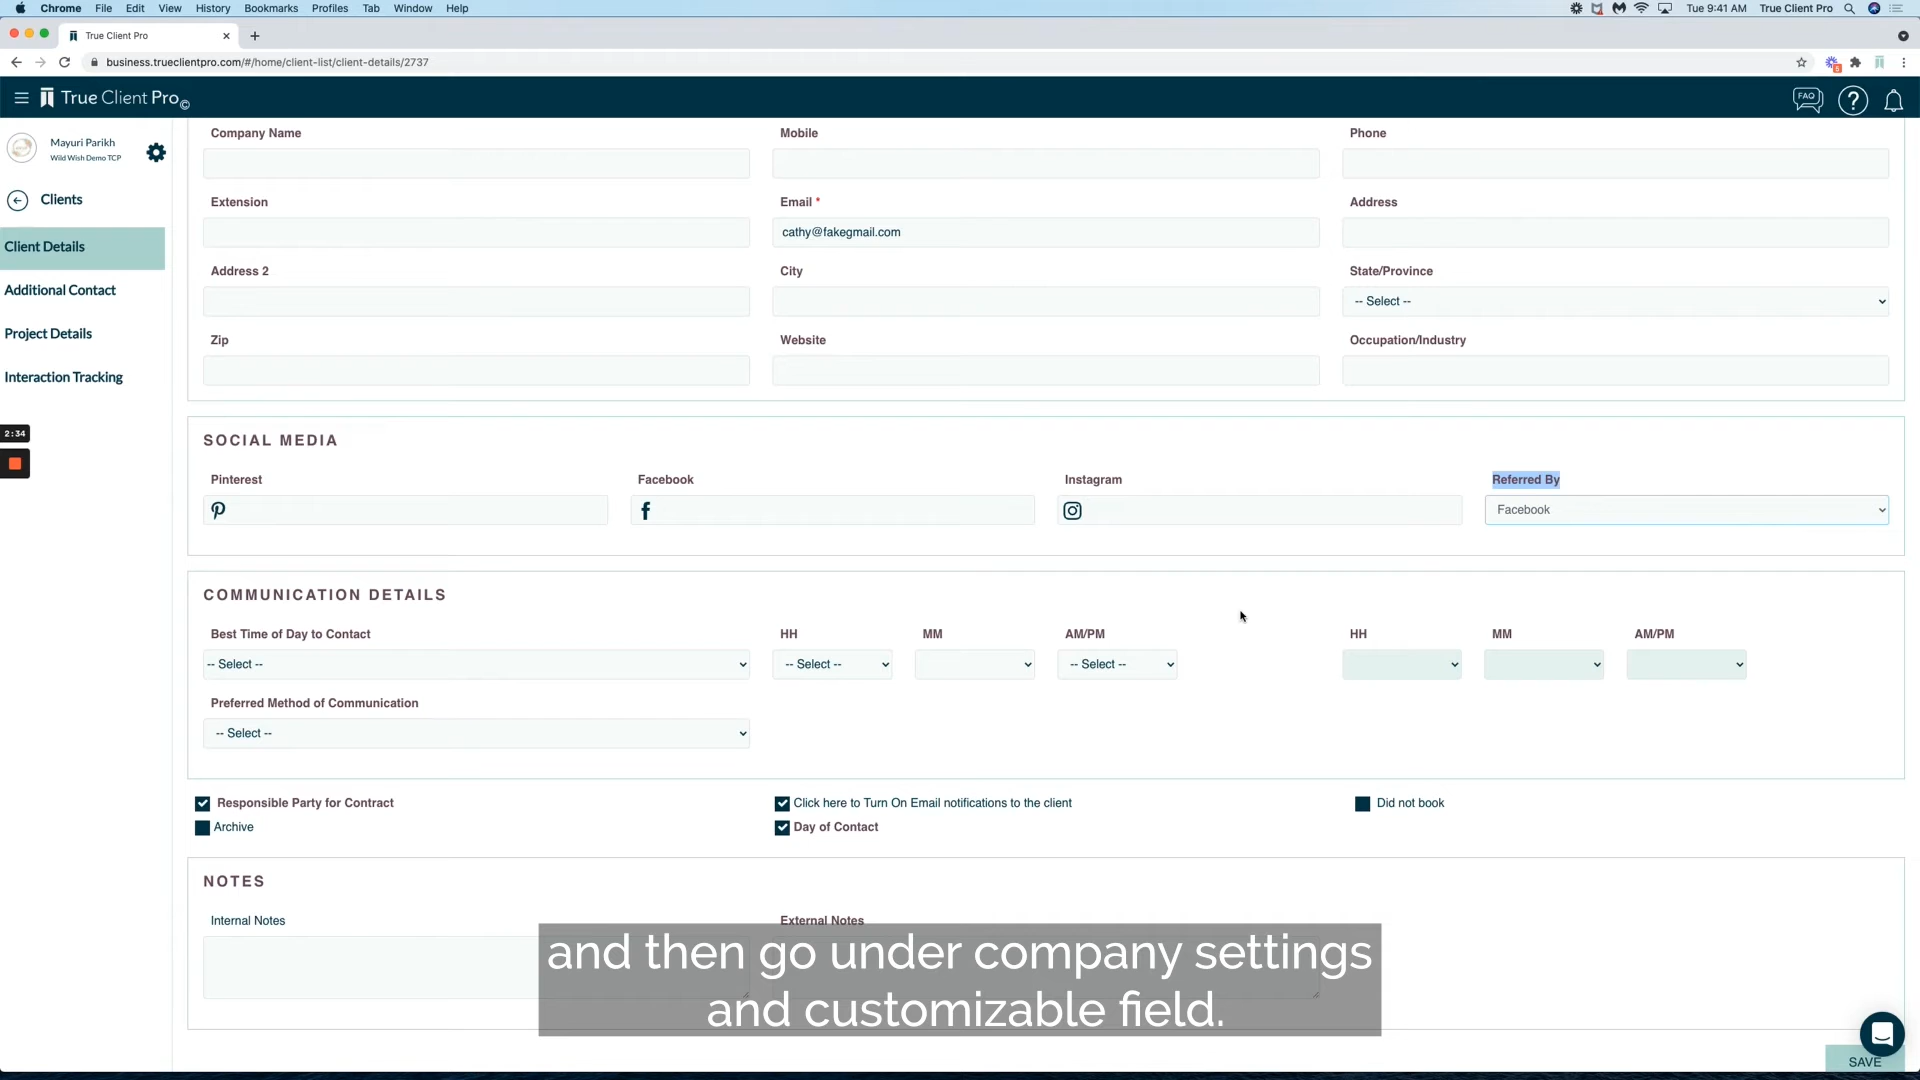 Chrome File Edit View History Bookmarks Profiles Tab Window Help Tue 9:41 AM True Client Pro
True Client Pro
business.trueclientpro.com/#/home/client-list/client-details/2737
True Client Pro© FAQ ?
Mayuri Parikh
Wild Wish Demo TCP
Clients
Client Details
Additional Contact
Project Details
Interaction Tracking
2:34
Company Name Mobile Phone
Extension Email * Address
cathy@fakegmail.com
Address 2 City State/Province
-- Select --
Zip Website Occupation/Industry
SOCIAL MEDIA
Pinterest Facebook Instagram Referred By
Facebook
COMMUNICATION DETAILS
Best Time of Day to Contact HH MM AM/PM HH MM AM/PM
-- Select -- -- Select -- -- Select --
Preferred Method of Communication
-- Select --
Responsible Party for Contract Click here to Turn On Email notifications to the client Did not book
Archive Day of Contact
NOTES
Internal Notes External Notes
and then go under company settings
and customizable field.
SAVE